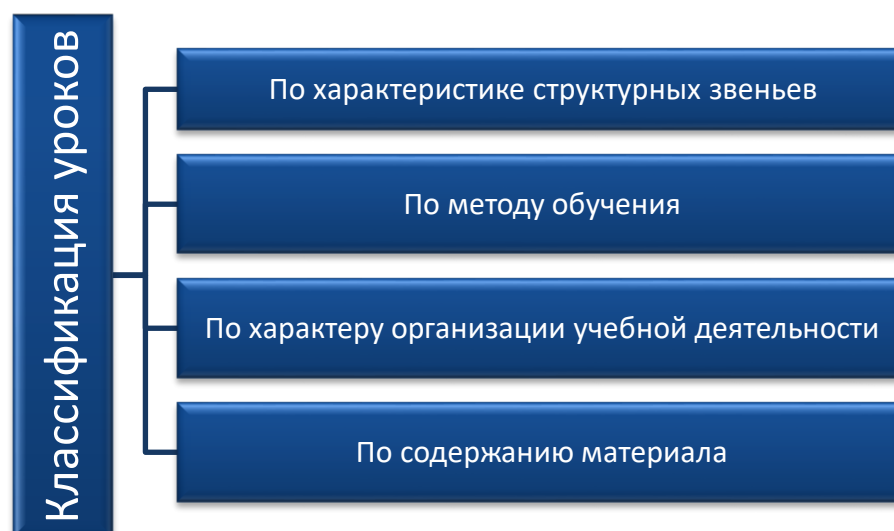 Классификация уроков
По характеристике структурных звеньев
По методу обучения
По характеру организации учебной деятельности
По содержанию материала